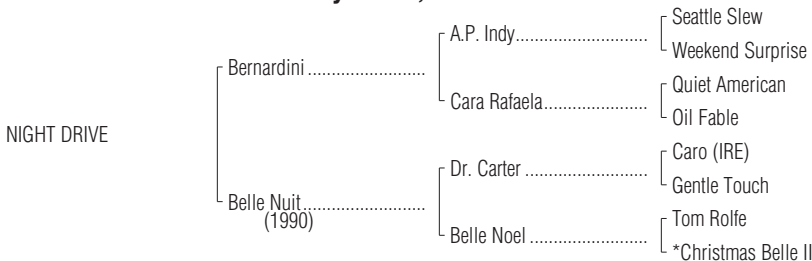 Seattle Slew
A.P. Indy
Weekend Surprise
Bernardini
Quiet American
Cara Rafaela
Oil Fable
NIGHT DRIVE
Caro (IRE)
Dr. Carter
Gentle Touch
Belle Nuit
(1990)
Tom Rolfe
Belle Noel
*Christmas Belle II